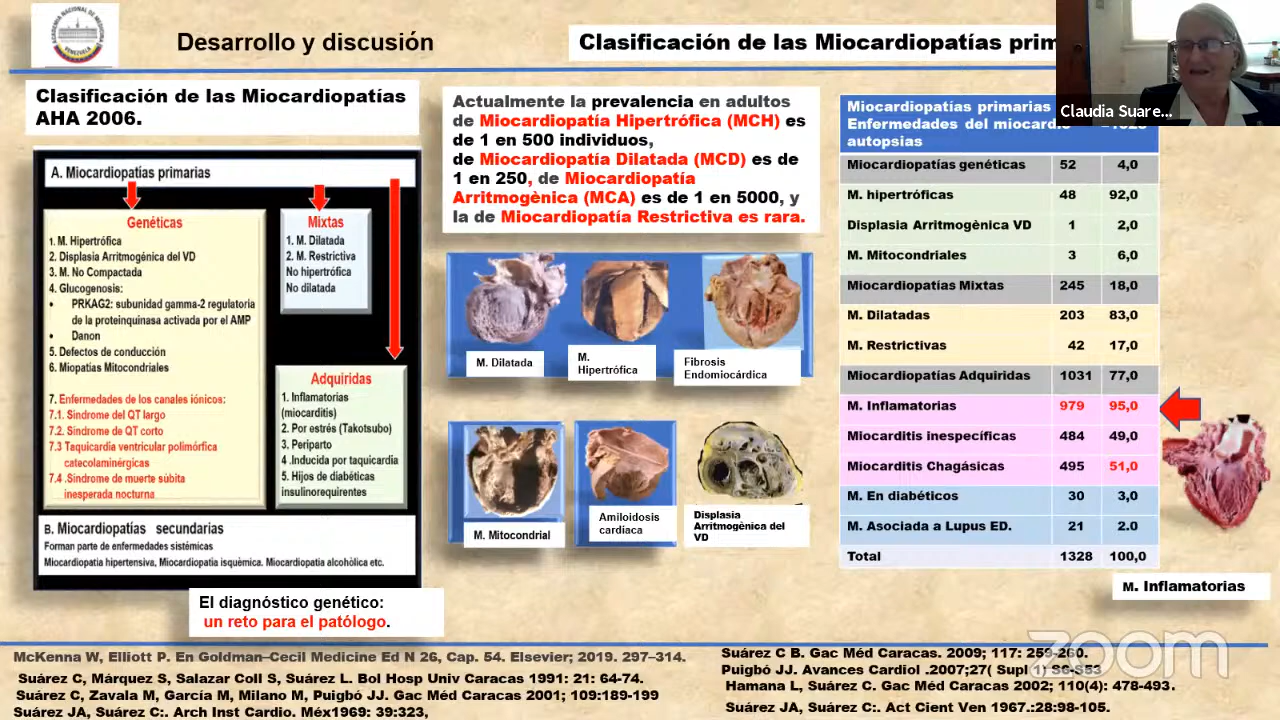 ACADEMIA NACIONAL DE MEDICINA
VENEZUELA
Desarrollo y discusión
Clasificación de las Miocardiopatías prim
Claudia Suare...
Clasificación de las Miocardiopatías
AHA 2006.
A. Miocardiopatías primarias
Genéticas
1. M. Hipertrófica
2. Displasia Arritmogénica del VD
3. M. No Compactada
4. Glucogenosis:
• PRKAG2: subunidad gamma-2 regulatoria
de la proteinquinasa activada por el AMP
• Danon
5. Defectos de conducción
6. Miopatías Mitocondriales
7. Enfermedades de los canales iónicos:
7.1. Síndrome del QT largo
7.2. Síndrome de QT corto
7.3 Taquicardia ventricular polimórfica
catecolaminérgicas
7.4 .Síndrome de muerte súbita
inesperada nocturna
Mixtas
1. M. Dilatada
2. M. Restrictiva
No hipertrófica
No dilatada
Adquiridas
1. Inflamatorias
(miocarditis)
2. Por estrés (Takotsubo)
3. Periparto
4 .Inducida por taquicardia
5. Hijos de diabéticas
insulinorequirentes
B. Miocardiopatías secundarias
Forman parte de enfermedades sistémicas
Miocardiopatía hipertensiva, Miocardiopatía isquèmica. Miocardiopatía alcohòlica etc.
El diagnóstico genético:
un reto para el patólogo.
Actualmente la prevalencia en adultos
de Miocardiopatía Hipertrófica (MCH) es
de 1 en 500 individuos,
de Miocardiopatía Dilatada (MCD) es de
1 en 250, de Miocardiopatía
Arritmogènica (MCA) es de 1 en 5000, y
la de Miocardiopatía Restrictiva es rara.
M. Dilatada
M.
Hipertrófica
Fibrosis
Endomiocárdica
M. Mitocondrial
Amiloidosis
cardiaca
Displasia
Arritmogènica del
VD
Miocardiopatías primarias
Enfermedades del miocardio
autopsias
Miocardiopatías genéticas 52 4,0
M. hipertróficas 48 92,0
Displasia Arritmogènica VD 1 2,0
M. Mitocondriales 3 6,0
Miocardiopatías Mixtas 245 18,0
M. Dilatadas 203 83,0
M. Restrictivas 42 17,0
Miocardiopatías Adquiridas 1031 77,0
M. Inflamatorias 979 95,0
Miocarditis inespecíficas 484 49,0
Miocarditis Chagásicas 495 51,0
M. En diabéticos 30 3,0
M. Asociada a Lupus ED. 21 2.0
Total 1328 100,0
M. Inflamatorias
McKenna W, Elliott P. En Goldman–Cecil Medicine Ed N 26, Cap. 54. Elsevier; 2019. 297–314.
Suárez C, Márquez S, Salazar Coll S, Suárez L. Bol Hosp Univ Caracas 1991: 21: 64-74.
Suárez C, Zavala M, García M, Milano M, Puigbó JJ. Gac Méd Caracas 2001; 109:189-199
Suárez JA, Suárez C:. Arch Inst Cardio. Méx1969: 39:323,
Suárez C B. Gac Méd Caracas. 2009; 117: 259-260.
Puigbó JJ. Avances Cardiol .2007;27( Supl 1) S6-S53
Hamana L, Suárez C. Gac Méd Caracas 2002; 110(4): 478-493.
Suárez JA, Suárez C:. Act Cient Ven 1967.:28:98-105.
zoom